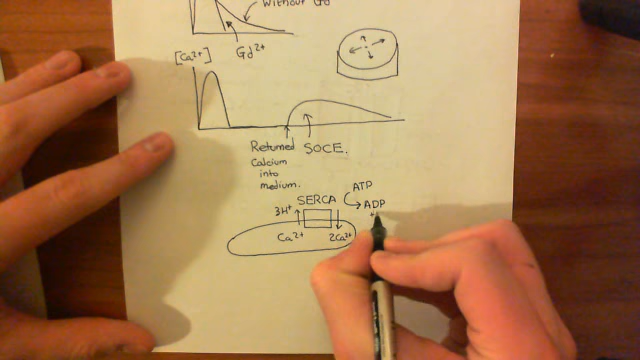 Without Gd
[Ca2+]
Gd2+
Returned
Calcium
into
medium.
SOCE.
SERCA
ATP
ADP
+
3H+
Ca2+
2Ca2+